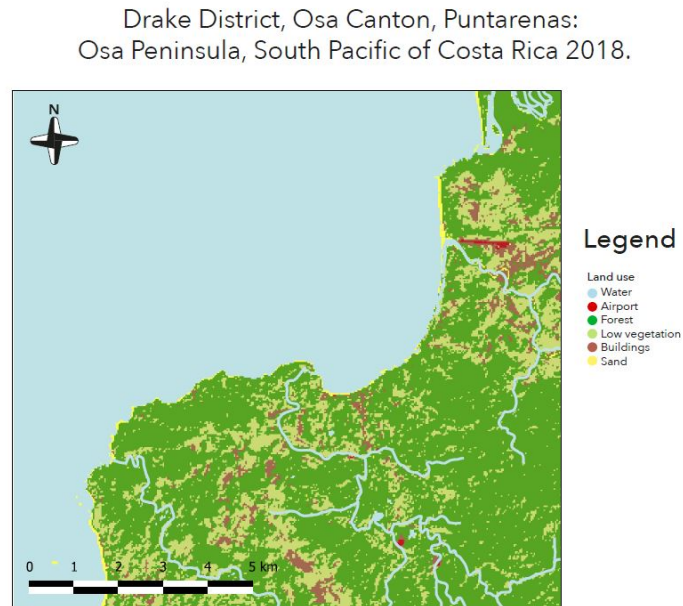 Drake District, Osa Canton, Puntarenas:
Osa Peninsula, South Pacific of Costa Rica 2018.
N
Legend
Land use
Water
Airport
Forest
Low vegetation
Buildings
Sand
0 1 2 3 4 5 km